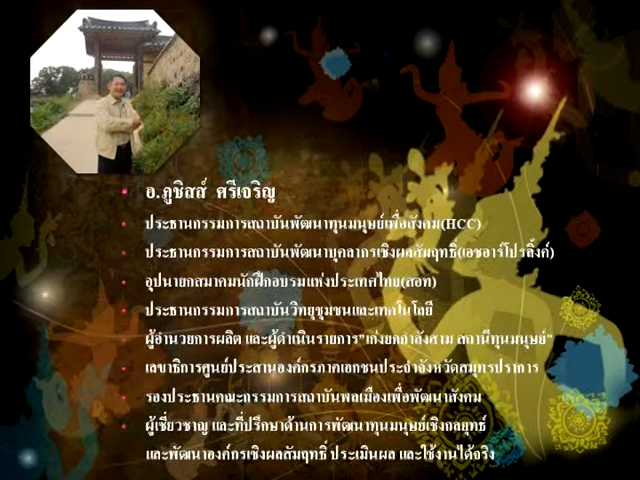 อ.ภูชิสส์ ศรีเจริญ
ประธานกรรมการสถาบันพัฒนาทุนมนุษย์เพื่อสังคม(HCC)
ประธานกรรมการสถาบันพัฒนาบุคลากรเชิงผลสัมฤทธิ์(เอชอาร์โปรลิ้งค์)
อุปนายกสมาคมนักฝึกอบรมแห่งประเทศไทย(สอท)
ประธานกรรมการสถาบันวิทยุชุมชนและเทคโนโลยี
ผู้อำนวยการผลิต และผู้ดำเนินรายการ"เก่งยกกำลังสาม สถานีทุนมนุษย์"
เลขาธิการศูนย์ประสานองค์กรภาคเอกชนประจำจังหวัดสมุทรปราการ
รองประธานคณะกรรมการสถาบันพลเมืองเพื่อพัฒนาสังคม
ผู้เชี่ยวชาญ และที่ปรึกษาด้านการพัฒนาทุนมนุษย์เชิงกลยุทธ์
และพัฒนาองค์กรเชิงผลสัมฤทธิ์ ประเมินผล และใช้งานได้จริง